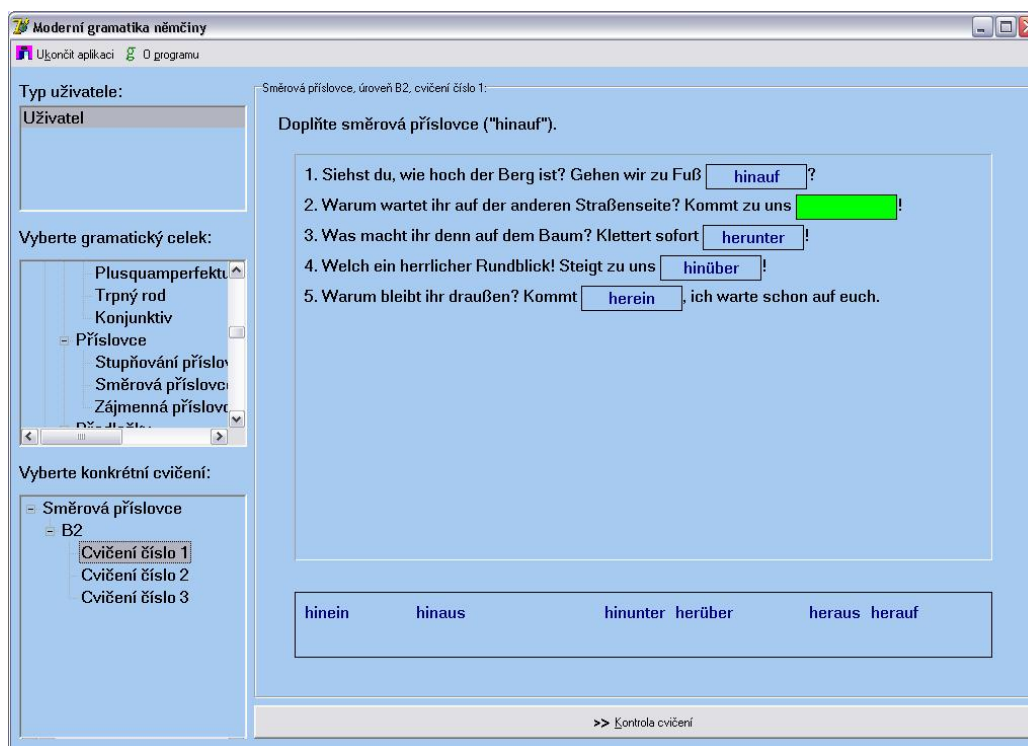 Moderní gramatika němčiny
Ukončit aplikaci g O programu
Typ uživatele:
Uživatel
Vyberte gramatický celek:
Plusquamperfektu
Trpný rod
Konjunktiv
Příslovce
Stupňování příslov
Směrová příslovce
Zájmenná příslovc
Předložky
Vyberte konkrétní cvičení:
Směrová příslovce
B2
Cvičení číslo 1
Cvičení číslo 2
Cvičení číslo 3
Směrová příslovce, úroveň B2, cvičení číslo 1:
Doplňte směrová příslovce ("hinauf").
1. Siehst du, wie hoch der Berg ist? Gehen wir zu Fuß hinauf ?
2. Warum wartet ihr auf der anderen Straßenseite? Kommt zu uns !
3. Was macht ihr denn auf dem Baum? Klettert sofort herunter !
4. Welch ein herrlicher Rundblick! Steigt zu uns hinüber !
5. Warum bleibt ihr draußen? Kommt herein , ich warte schon auf euch.
hinein hinaus hinunter herüber heraus herauf
>> Kontrola cvičení